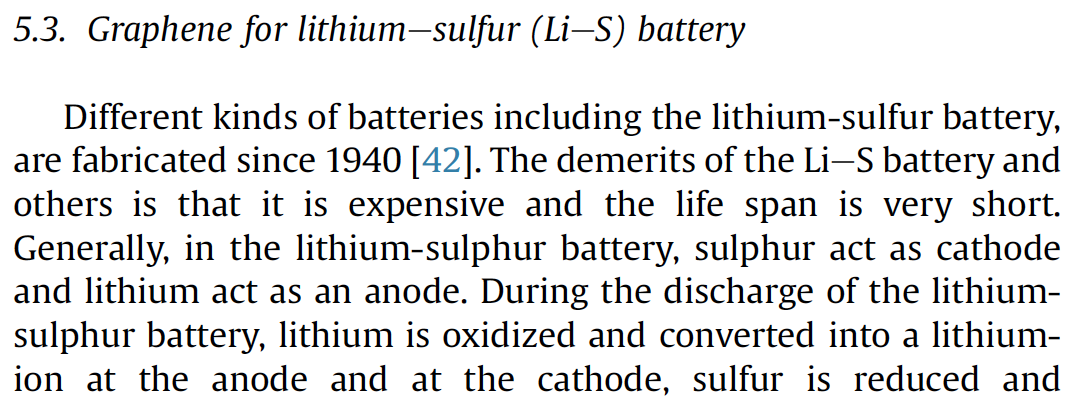 5.3. Graphene for lithium–sulfur (Li–S) battery
Different kinds of batteries including the lithium-sulfur battery,
are fabricated since 1940 [42]. The demerits of the Li–S battery and
others is that it is expensive and the life span is very short.
Generally, in the lithium-sulphur battery, sulphur act as cathode
and lithium act as an anode. During the discharge of the lithium-
sulphur battery, lithium is oxidized and converted into a lithium-
ion at the anode and at the cathode, sulfur is reduced and